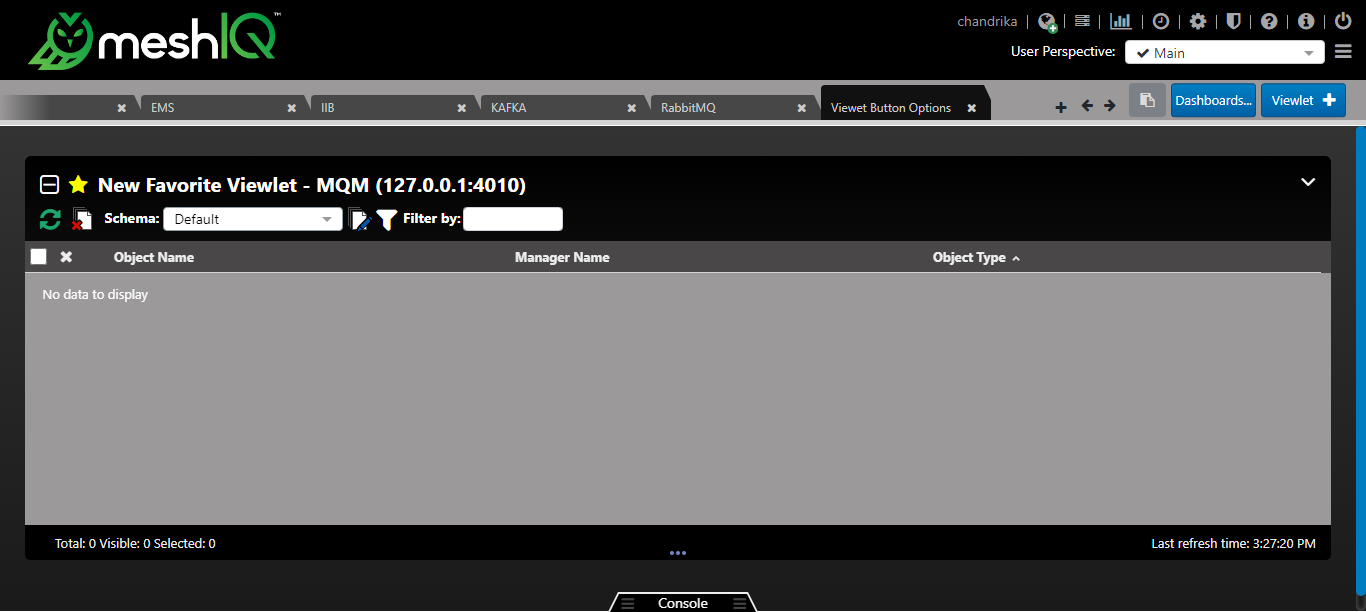 meshIQ™
chandrika
User Perspective: Main
EMS
IIB
KAFKA
RabbitMQ
Viewet Button Options
Dashboards...
Viewlet
New Favorite Viewlet - MQM (127.0.0.1:4010)
Schema: Default Filter by:
Object Name Manager Name Object Type
No data to display
Total: 0 Visible: 0 Selected: 0
Last refresh time: 3:27:20 PM
Console